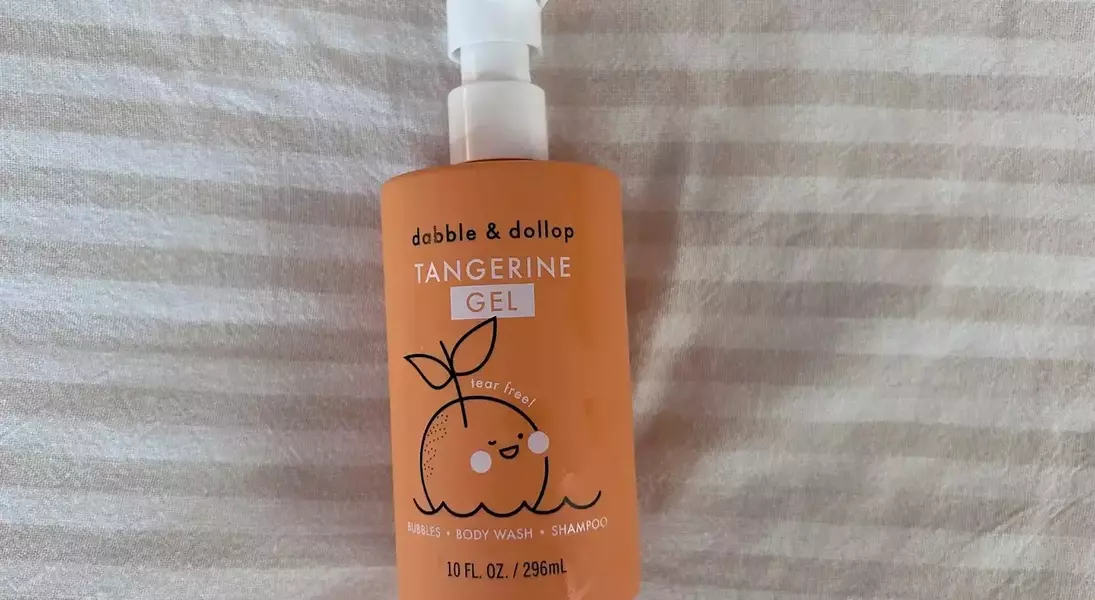 dabble & dollop
TANGERINE
GEL
tear free!
BUBBLES • BODY WASH • SHAMPOO
10 FL. OZ. / 296mL